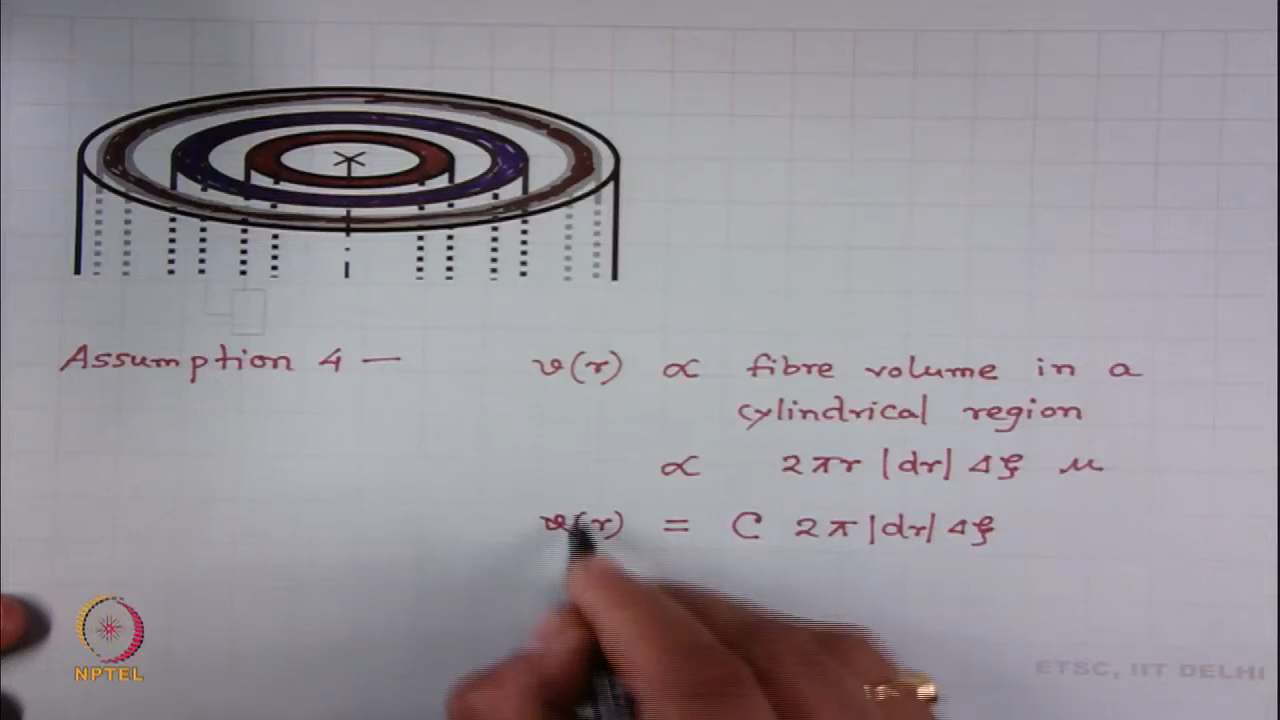 Assumption 4 — v(r) ∝ fibre volume in a
cylindrical region
∝ 2πr |dr| Δξ μ
v(r) = C 2π |dr| Δξ
NPTEL
ETSC, IIT DELHI